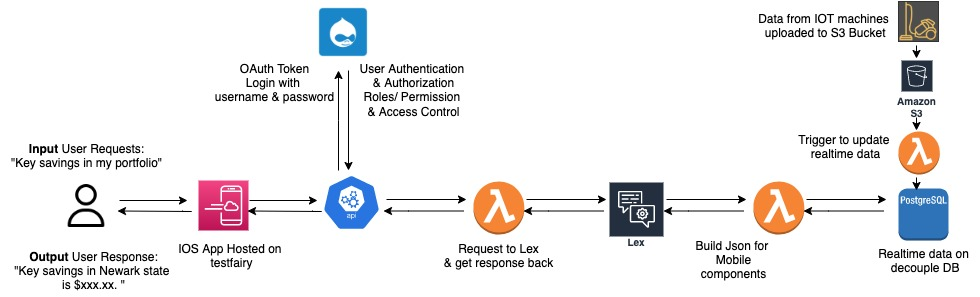 Data from IOT machines
uploaded to S3 Bucket
OAuth Token
Login with
username & password
User Authentication
& Authorization
Roles/ Permission
& Access Control
Amazon
S3
Trigger to update
realtime data
Input User Requests:
"Key savings in my portfolio"
api
Lex
PostgreSQL
IOS App Hosted on
testfairy
Request to Lex
& get response back
Build Json for
Mobile
components
Realtime data on
decouple DB
Output User Response:
"Key savings in Newark state
is $xxx.xx. "